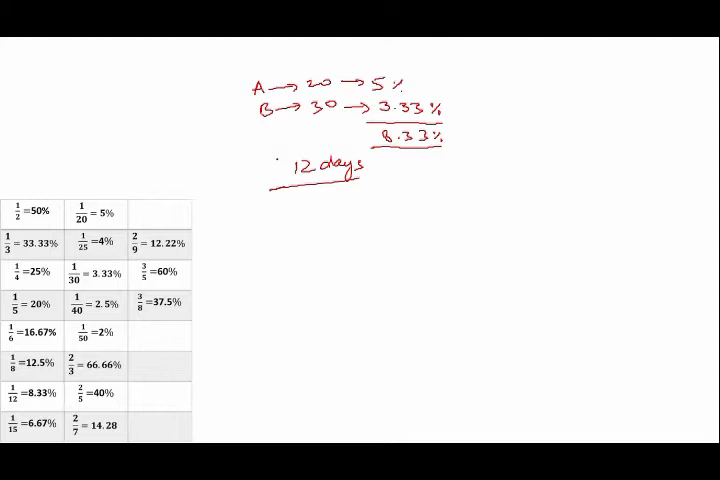 A → 20 → 5%
B → 30 → 3.33%
8.33%
12 days
1/2 =50% 1/20 = 5%
1/3 = 33.33% 1/25 =4% 2/9 = 12.22%
1/4 =25% 1/30 = 3.33% 3/5 =60%
1/5 = 20% 1/40 = 2.5% 3/8 =37.5%
1/6 =16.67% 1/50 =2%
1/8 =12.5% 2/3 = 66.66%
1/12 =8.33% 2/5 =40%
1/15 =6.67% 2/7 = 14.28